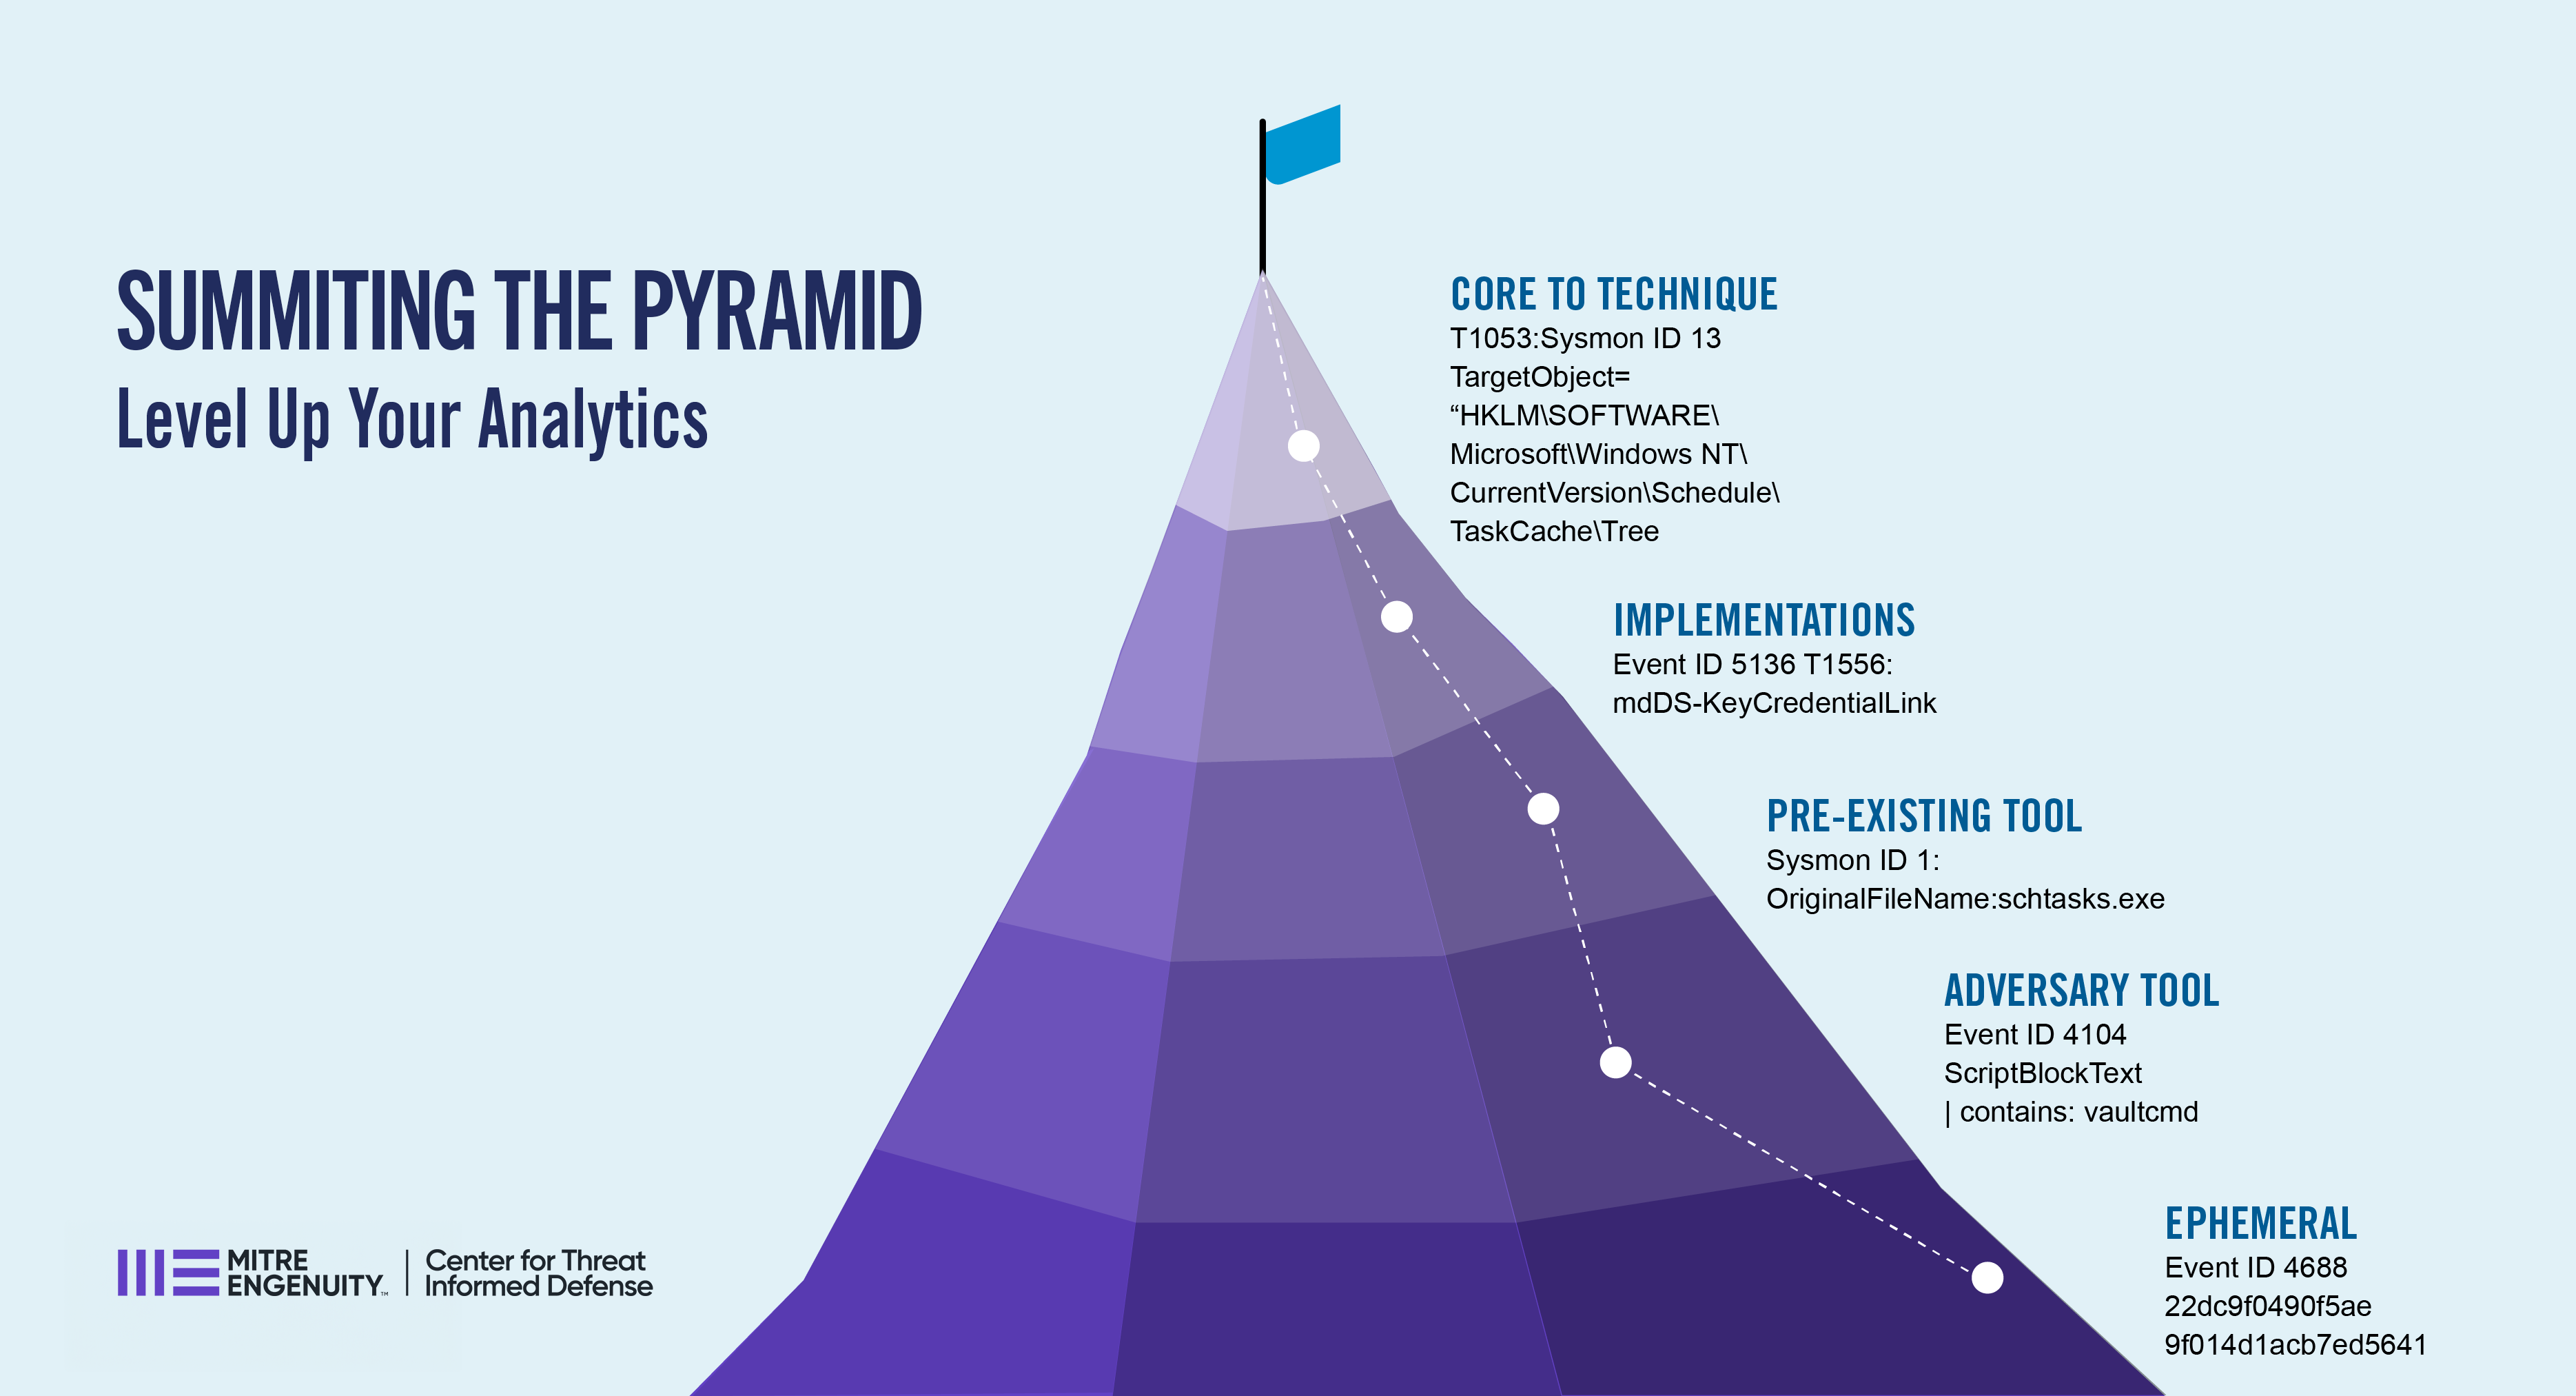 SUMMITING THE PYRAMID
Level Up Your Analytics
CORE TO TECHNIQUE
T1053:Sysmon ID 13
TargetObject=
“HKLM\SOFTWARE\
Microsoft\Windows NT\
CurrentVersion\Schedule\
TaskCache\Tree
IMPLEMENTATIONS
Event ID 5136 T1556:
mdDS-KeyCredentialLink
PRE-EXISTING TOOL
Sysmon ID 1:
OriginalFileName:schtasks.exe
ADVERSARY TOOL
Event ID 4104
ScriptBlockText
| contains: vaultcmd
EPHEMERAL
Event ID 4688
22dc9f0490f5ae
9f014d1acb7ed5641
MITRE
ENGENUITY™
Center for Threat
Informed Defense